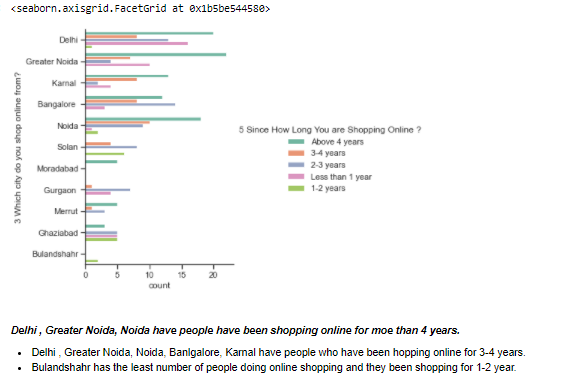 <seaborn.axisgrid.FacetGrid at 0x1b5be544580>
3 Which city do you shop online from?
Delhi
Greater Noida
Karnal
Bangalore
Noida
Solan
Moradabad
Gurgaon
Merrut
Ghaziabad
Bulandshahr
0 5 10 15 20
count
5 Since How Long You are Shopping Online ?
Above 4 years
3-4 years
2-3 years
Less than 1 year
1-2 years
Delhi , Greater Noida, Noida have people have been shopping online for moe than 4 years.
• Delhi , Greater Noida, Noida, Banlgalore, Karnal have people who have been hopping online for 3-4 years.
• Bulandshahr has the least number of people doing online shopping and they been shopping for 1-2 year.